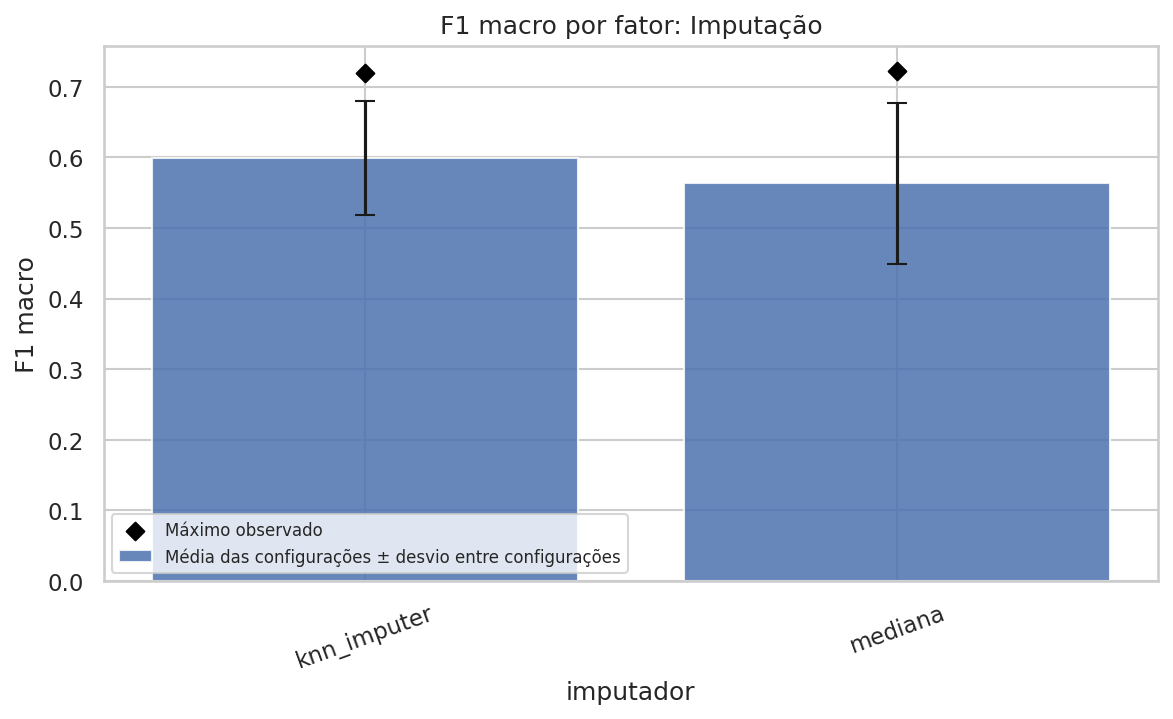 F1 macro por fator: Imputação
F1 macro
0.7
0.6
0.5
0.4
0.3
0.2
0.1
0.0
Máximo observado
Média das configurações ± desvio entre configurações
knn_imputer
mediana
imputador